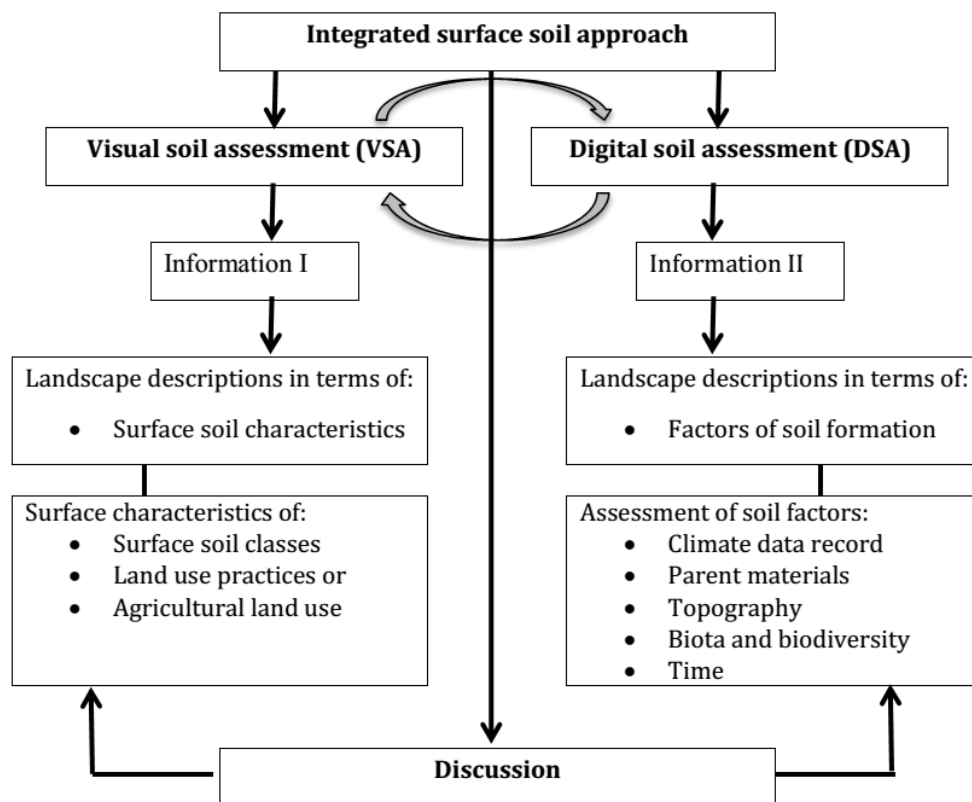 Integrated surface soil approach
Visual soil assessment (VSA)
Digital soil assessment (DSA)
Information I
Information II
Landscape descriptions in terms of:
• Surface soil characteristics
Landscape descriptions in terms of:
• Factors of soil formation
Surface characteristics of:
• Surface soil classes
• Land use practices or
• Agricultural land use
Assessment of soil factors:
• Climate data record
• Parent materials
• Topography
• Biota and biodiversity
• Time
Discussion